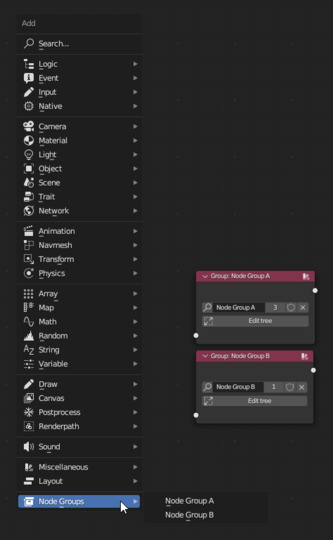 Add
Search...
Logic
Event
Input
Native
Camera
Material
Light
Object
Scene
Trait
Network
Animation
Navmesh
Transform
Physics
Array
Map
Math
Random
String
Variable
Draw
Canvas
Postprocess
Renderpath
Sound
Miscellaneous
Layout
Node Groups
Node Group A
Node Group B
Group: Node Group A
Node Group A 3
Edit tree
Group: Node Group B
Node Group B 1
Edit tree